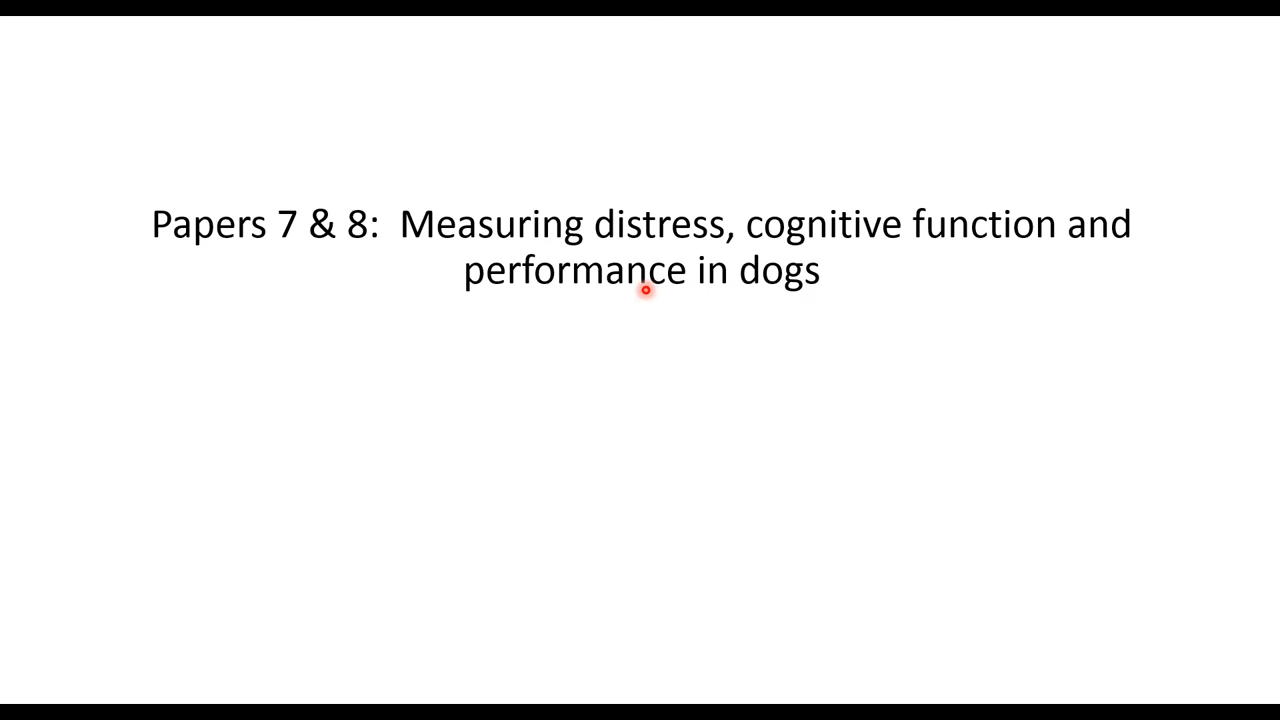 Papers 7 & 8:  Measuring distress, cognitive function and
performance in dogs